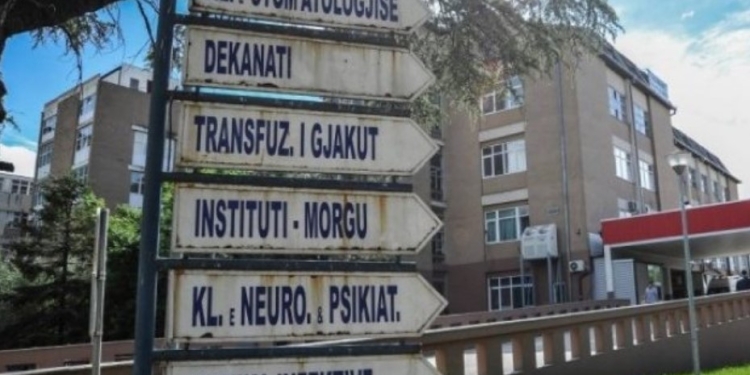 DEKANATI
TRANSFUZ. I GJAKUT
INSTITUTI - MORGU
KL. E NEURO. & PSIKIAT.